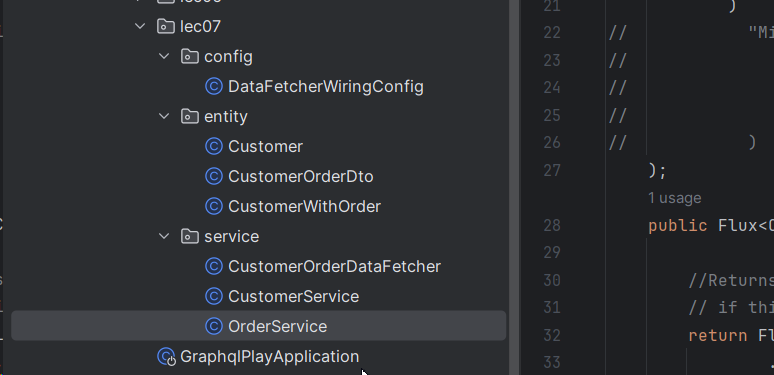 lec07
config
DataFetcherWiringConfig
entity
Customer
CustomerOrderDto
CustomerWithOrder
service
CustomerOrderDataFetcher
CustomerService
OrderService
GraphqlPlayApplication
21 )
22 // "Mi
23 //
24 //
25 //
26 // )
27 );
1 usage
28 public Flux<
29
30 //Returns
31 // if thi
32 return Fl
33 .